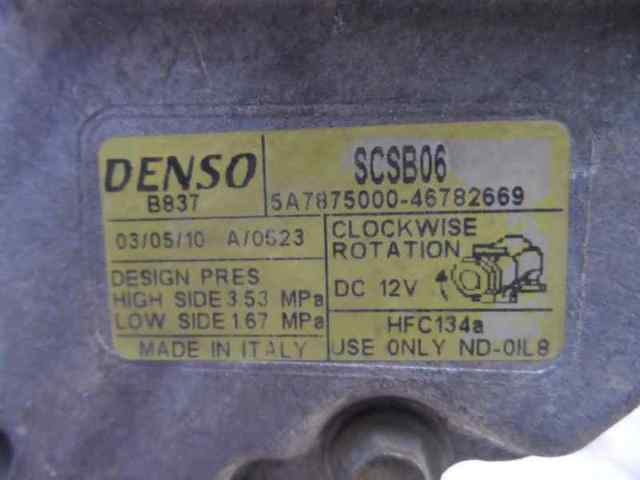 DENSO
B837
SCSB06
5A7875000-46782669
03/05/10 A/0523
CLOCKWISE
ROTATION
DC 12V
DESIGN PRES
HIGH SIDE 3.53 MPa
LOW SIDE 1.67 MPa
HFC134a
MADE IN ITALY
USE ONLY ND-OIL8